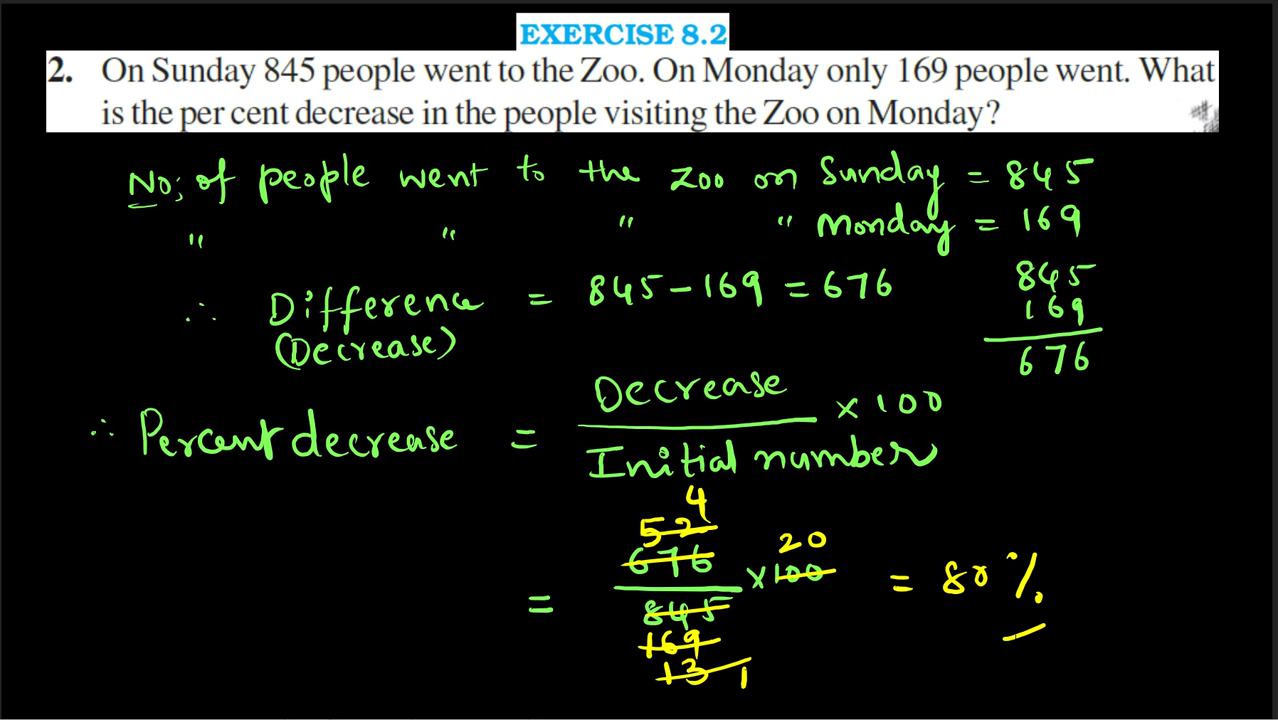 EXERCISE 8.2
2. On Sunday 845 people went to the Zoo. On Monday only 169 people went. What
is the per cent decrease in the people visiting the Zoo on Monday?
No; of people went to the Zoo on Sunday = 845
" " " " Monday = 169
∴ Difference = 845 - 169 = 676
(Decrease)
845
169
676
Decrease
∴ Percent decrease = × 100
Initial number
4
52
20
676
= × 100 = 80 %
845
169
13 1